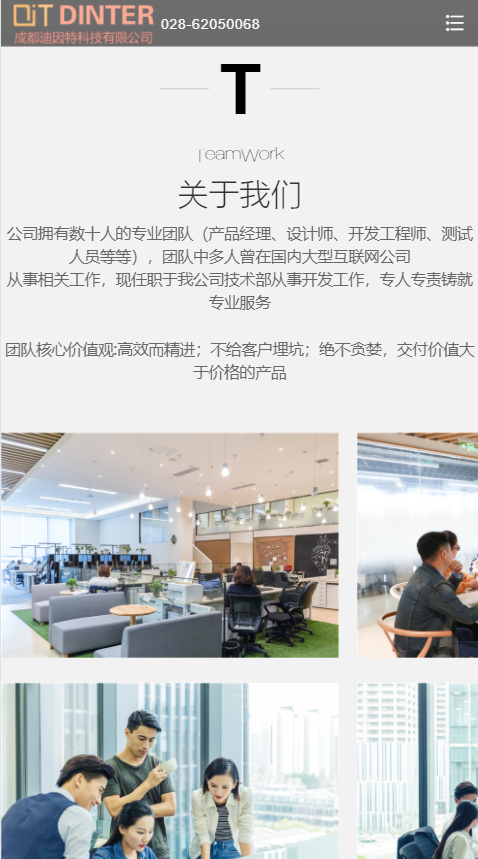 DiT DINTER
成都迪因特科技有限公司
028-62050068
T
TeamWork
关于我们
公司拥有数十人的专业团队（产品经理、设计师、开发工程师、测试
人员等等），团队中多人曾在国内大型互联网公司
从事相关工作，现任职于我公司技术部从事开发工作，专人专责铸就
专业服务
团队核心价值观:高效而精进；不给客户埋坑；绝不贪婪，交付价值大
于价格的产品